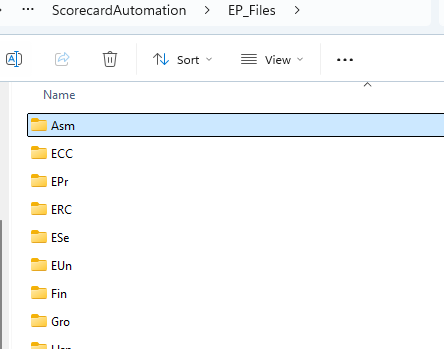 ... ScorecardAutomation > EP_Files >
Sort View ...
Name
Asm
ECC
EPr
ERC
ESe
EUn
Fin
Gro